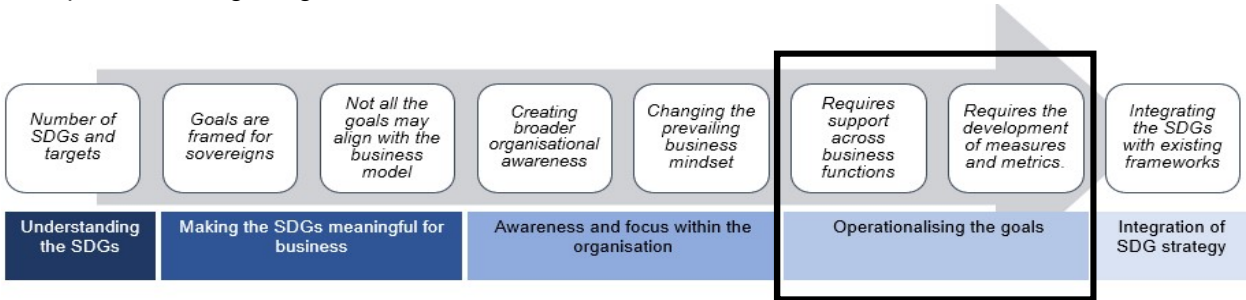 Number of
SDGs and
targets
Goals are
framed for
sovereigns
Not all the
goals may
align with the
business
model
Creating
broader
organisational
awareness
Changing the
prevailing
business
mindset
Requires
support
across
business
functions
Requires the
development
of measures
and metrics.
Integrating
the SDGs
with existing
frameworks
Understanding
the SDGs
Making the SDGs meaningful for
business
Awareness and focus within the
organisation
Operationalising the goals
Integration of
SDG strategy